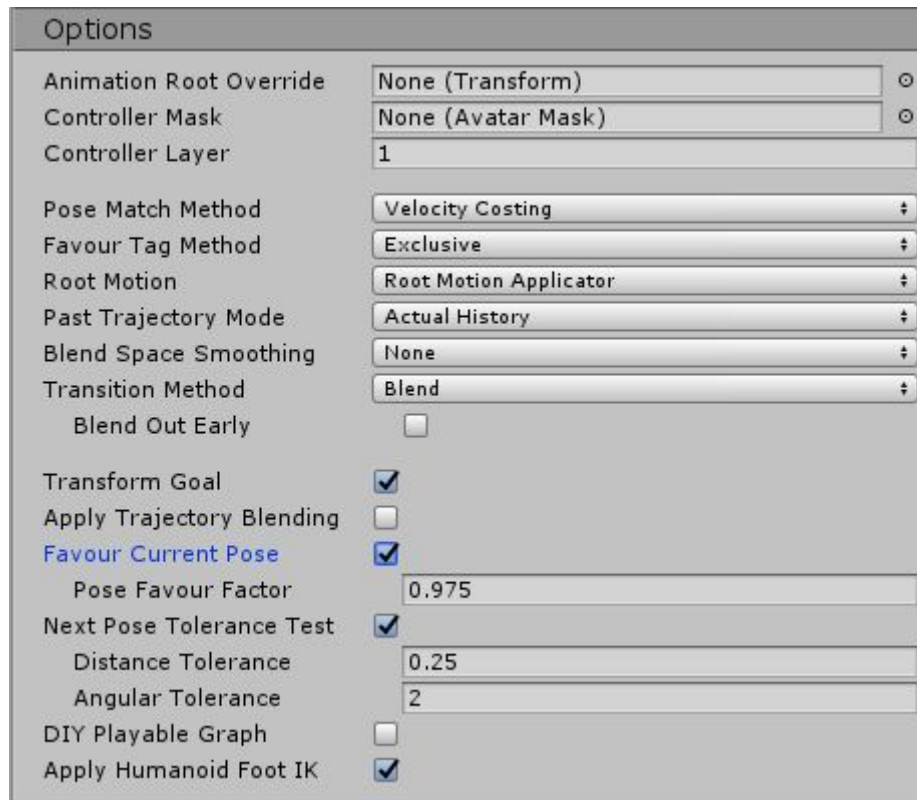 Options
Animation Root Override None (Transform)
Controller Mask None (Avatar Mask)
Controller Layer 1
Pose Match Method Velocity Costing
Favour Tag Method Exclusive
Root Motion Root Motion Applicator
Past Trajectory Mode Actual History
Blend Space Smoothing None
Transition Method Blend
Blend Out Early
Transform Goal
Apply Trajectory Blending
Favour Current Pose
Pose Favour Factor 0.975
Next Pose Tolerance Test
Distance Tolerance 0.25
Angular Tolerance 2
DIY Playable Graph
Apply Humanoid Foot IK